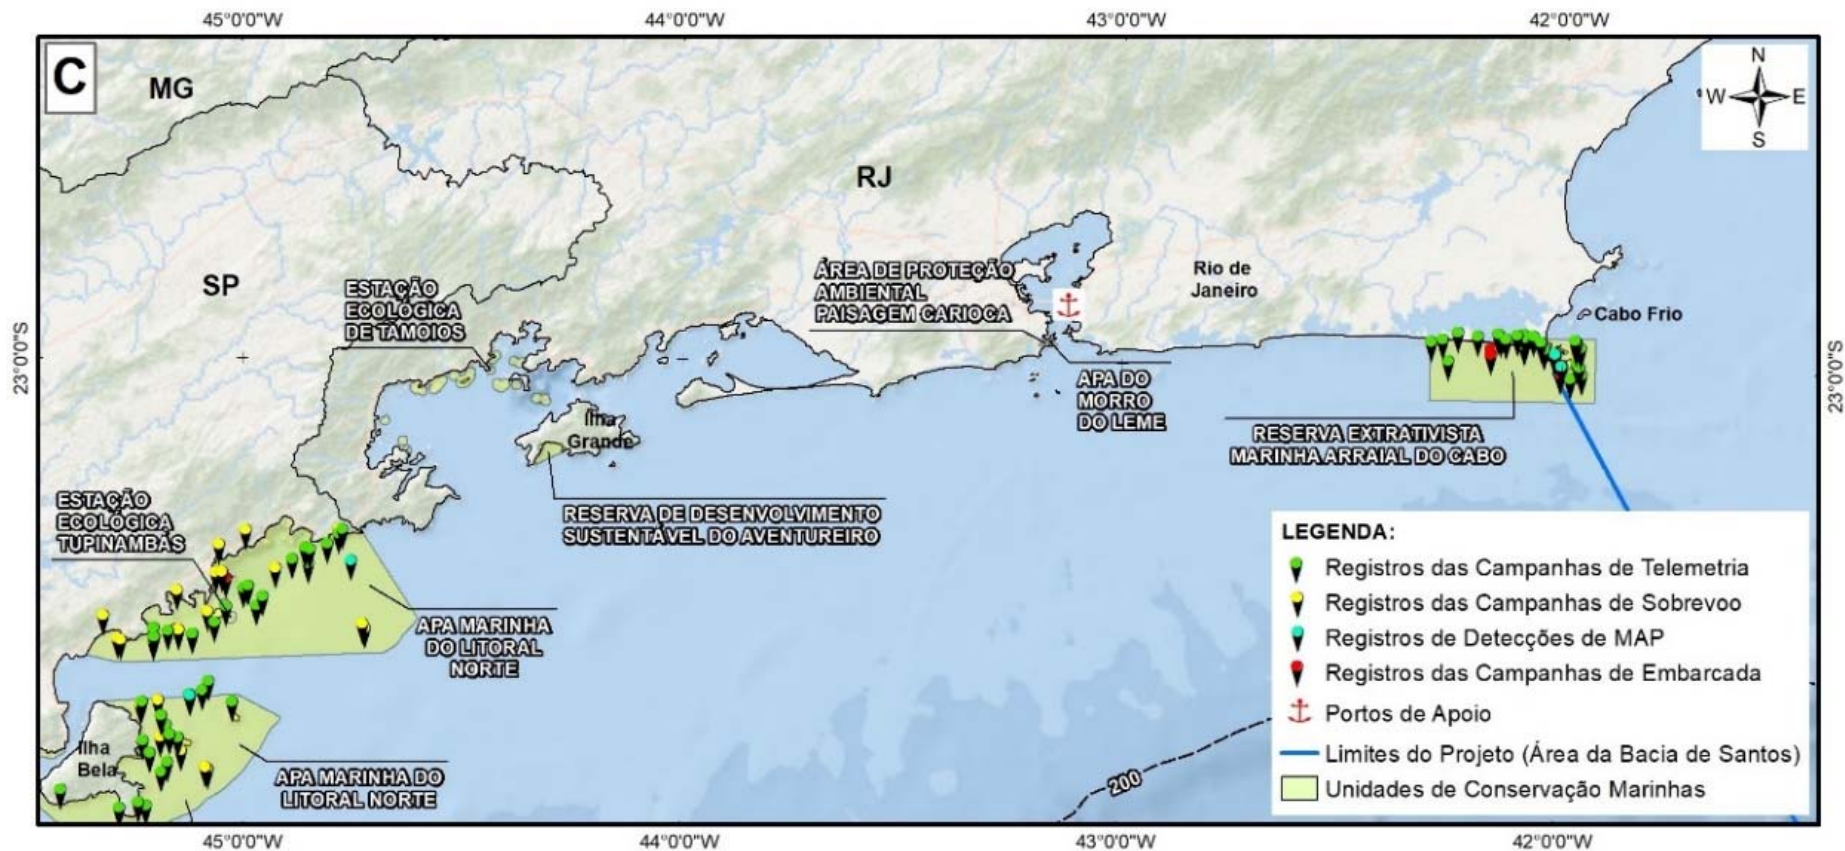 45°0'0"W 44°0'0"W 43°0'0"W 42°0'0"W
C
MG
N
W E
S
RJ
SP
ESTAÇÃO
ECOLÓGICA
DE TAMOIOS
ÁREA DE PROTEÇÃO
AMBIENTAL
PAISAGEM CARIOCA
Rio de
Janeiro
Cabo Frio
23°0'0"S
23°0'0"S
APA DO
MORRO
DO LEME
Ilha
Grande
RESERVA EXTRATIVISTA
MARINHA ARRAIAL DO CABO
ESTAÇÃO
ECOLÓGICA
TUPINAMBÁS
RESERVA DE DESENVOLVIMENTO
SUSTENTÁVEL DO AVENTUREIRO
APA MARINHA
DO LITORAL
NORTE
Ilha
Bela
APA MARINHA DO
LITORAL NORTE
200
LEGENDA:
Registros das Campanhas de Telemetria
Registros das Campanhas de Sobrevoo
Registros de Detecções de MAP
Registros das Campanhas de Embarcada
Portos de Apoio
Limites do Projeto (Área da Bacia de Santos)
Unidades de Conservação Marinhas
45°0'0"W 44°0'0"W 43°0'0"W 42°0'0"W